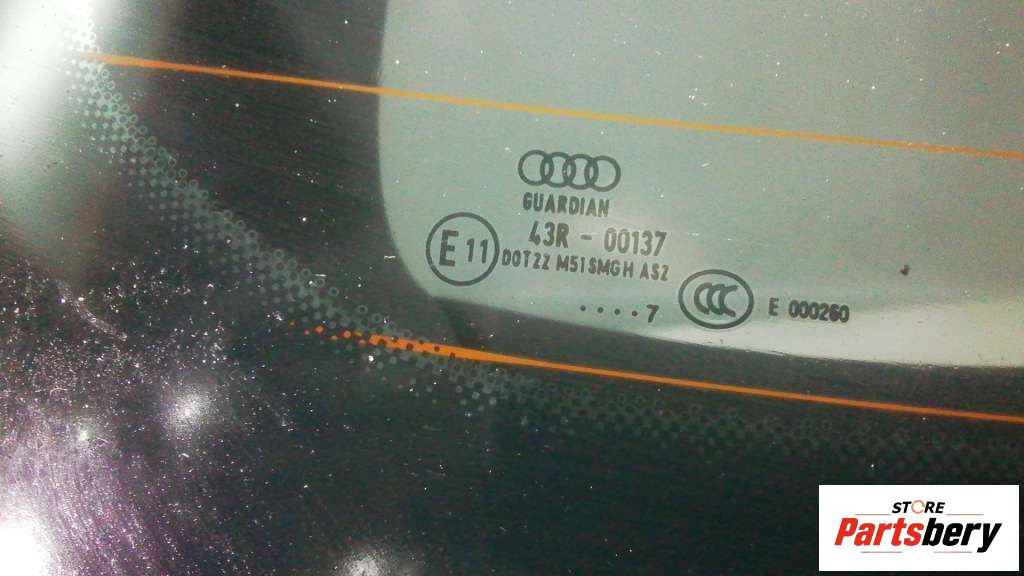 GUARDIAN
43R - 00137
E 11
DOT22 M51SMGH AS2
. . . . 7
CCC
E 000260
STORE
Partsbery